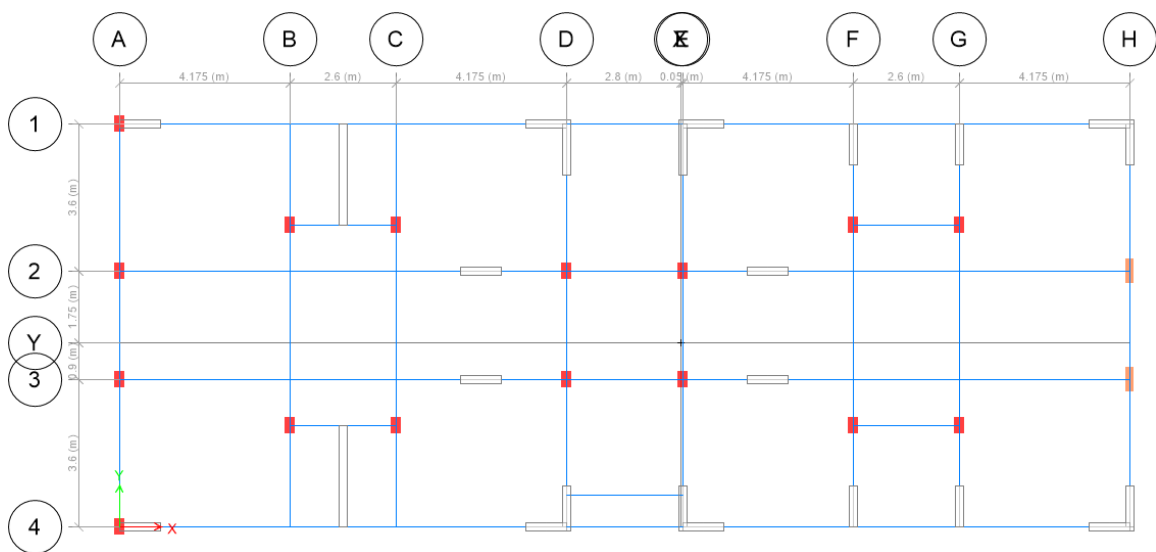 A B C D X E F G H
4.175 (m) 2.6 (m) 4.175 (m) 2.8 (m) 0.05 (m) 4.175 (m) 2.6 (m) 4.175 (m)
1
3.6 (m)
2
1.75 (m)
Y
0.9 (m)
3
3.6 (m)
Y
4
X